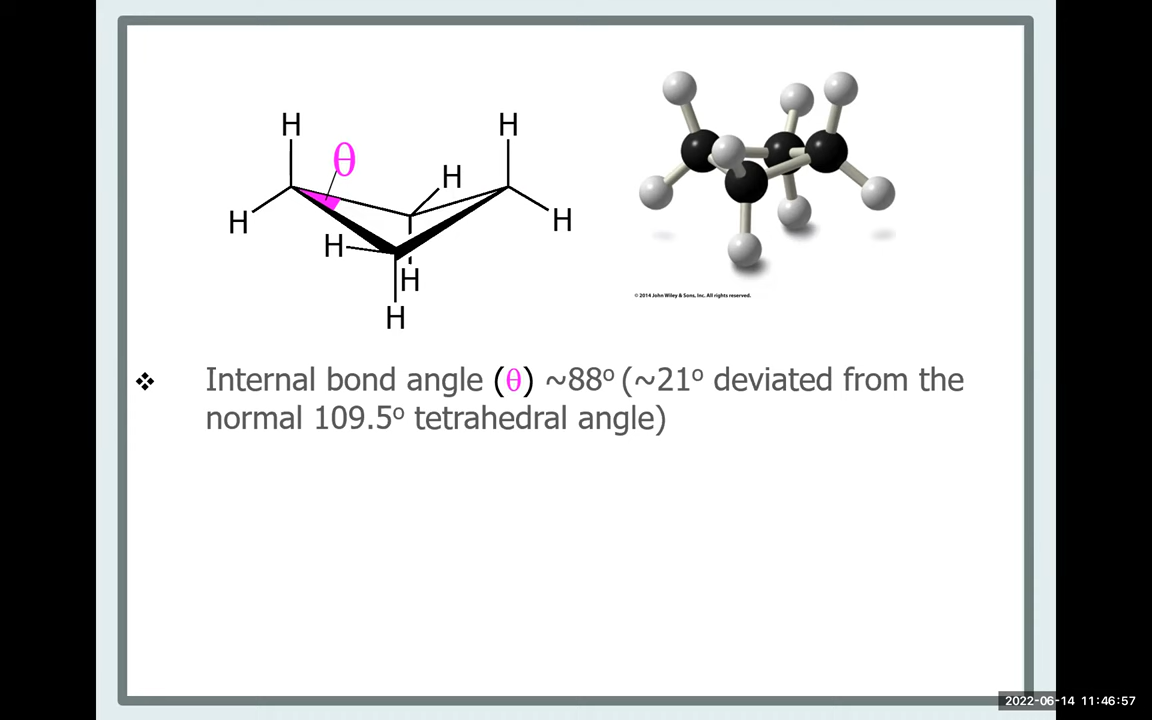 H
H
θ
H
H
H
H
H
H
© 2014 John Wiley & Sons, Inc. All rights reserved.
❖ Internal bond angle (θ) ~88º (~21º deviated from the
normal 109.5º tetrahedral angle)
2022-06-14 11:46:57